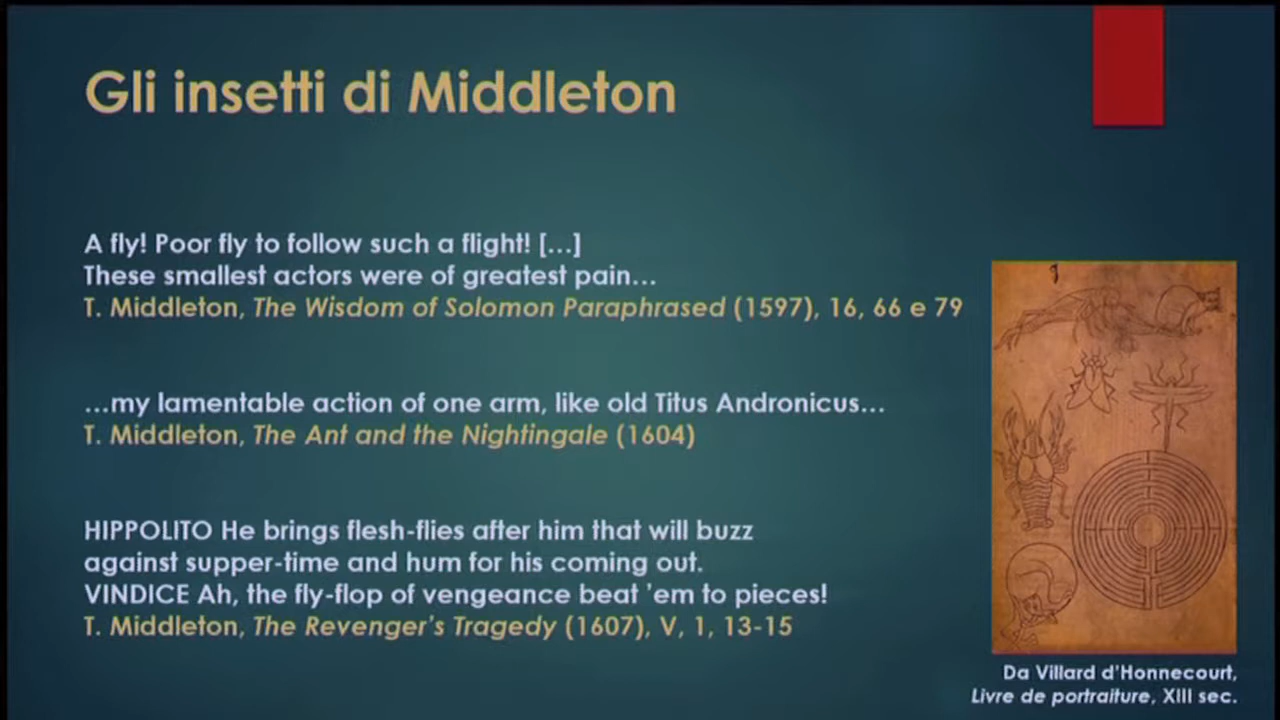 Gli insetti di Middleton
A fly! Poor fly to follow such a flight! […]
These smallest actors were of greatest pain…
T. Middleton, The Wisdom of Solomon Paraphrased (1597), 16, 66 e 79
…my lamentable action of one arm, like old Titus Andronicus…
T. Middleton, The Ant and the Nightingale (1604)
HIPPOLITO He brings flesh-flies after him that will buzz
against supper-time and hum for his coming out.
VINDICE Ah, the fly-flop of vengeance beat ’em to pieces!
T. Middleton, The Revenger’s Tragedy (1607), V, 1, 13-15
Da Villard d’Honnecourt,
Livre de portraiture, XIII sec.